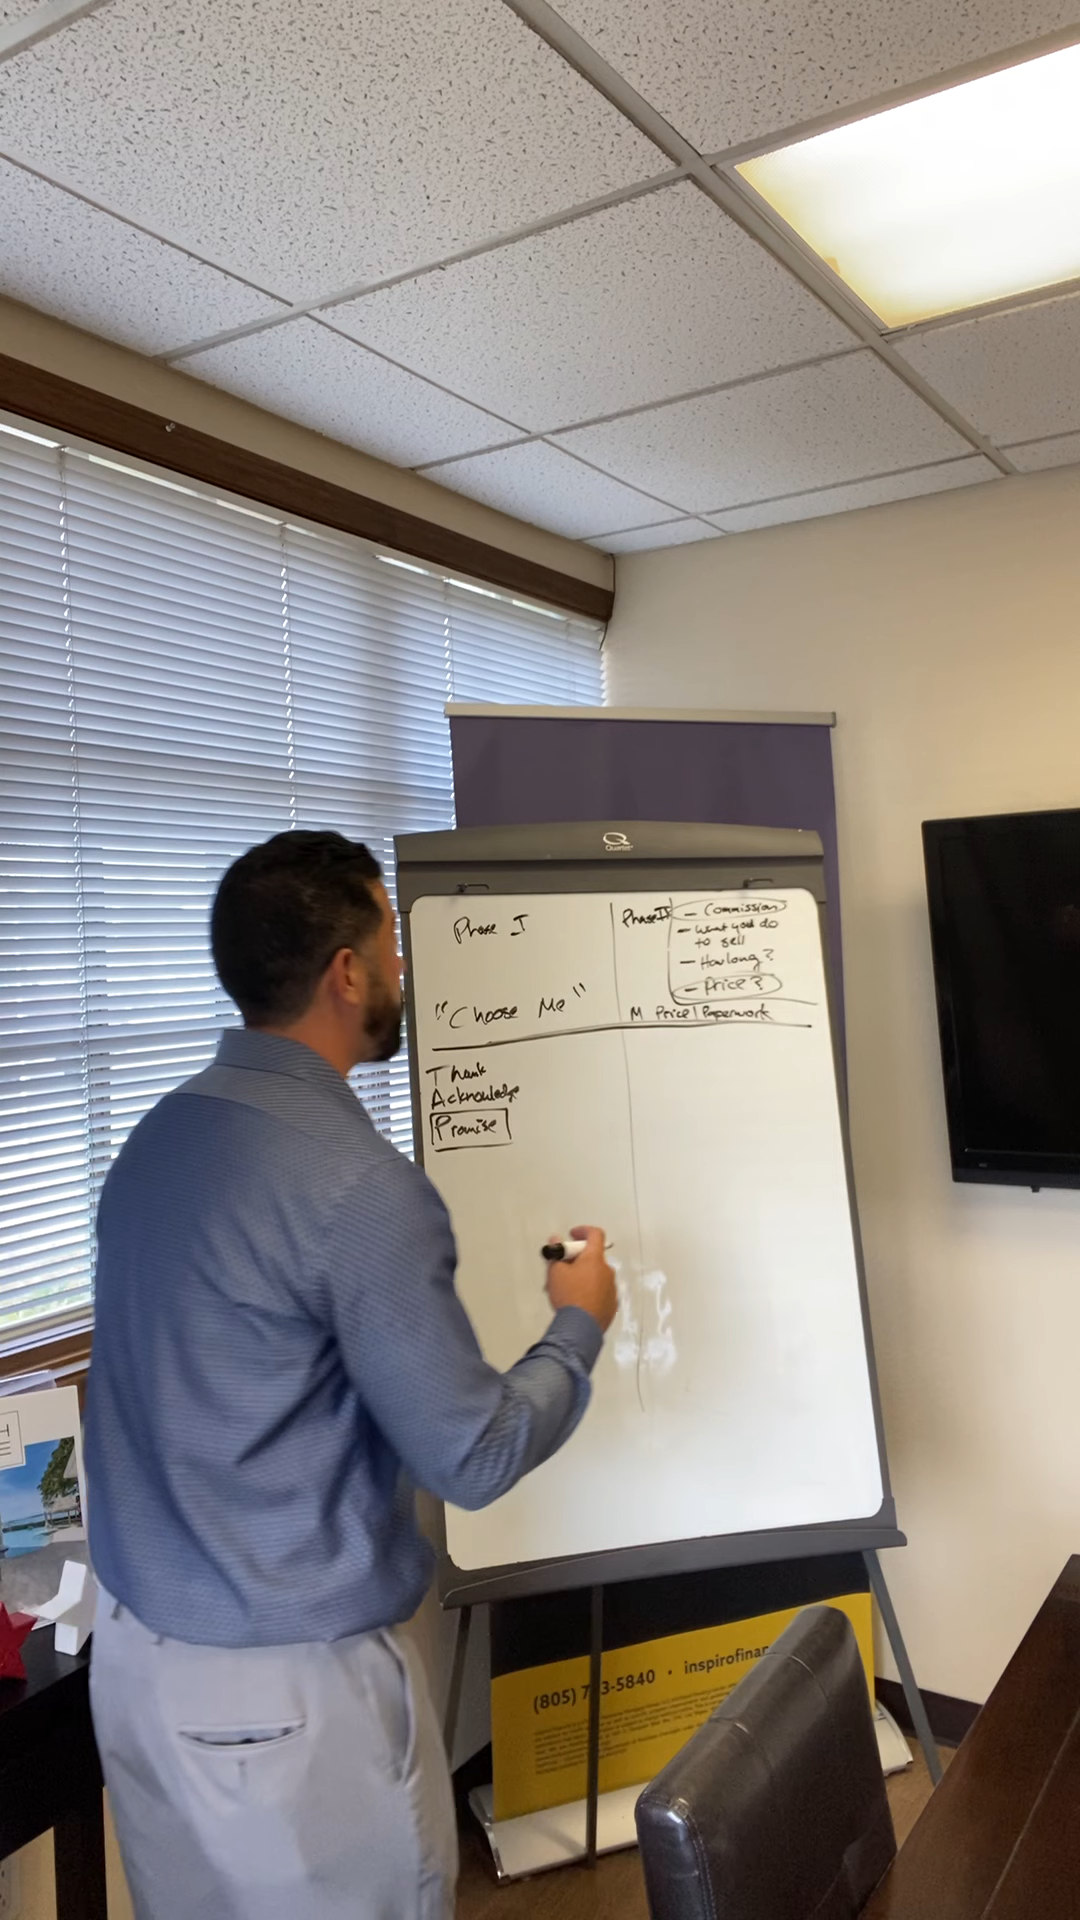 Quartet
Phase I
"Choose Me"
Thank
Acknowledge
Promise
Phase II
- Commission
- What you do
to sell
- How long?
- Price?
M Price | Paperwork
(805) 7 3-5840 • inspirofinan